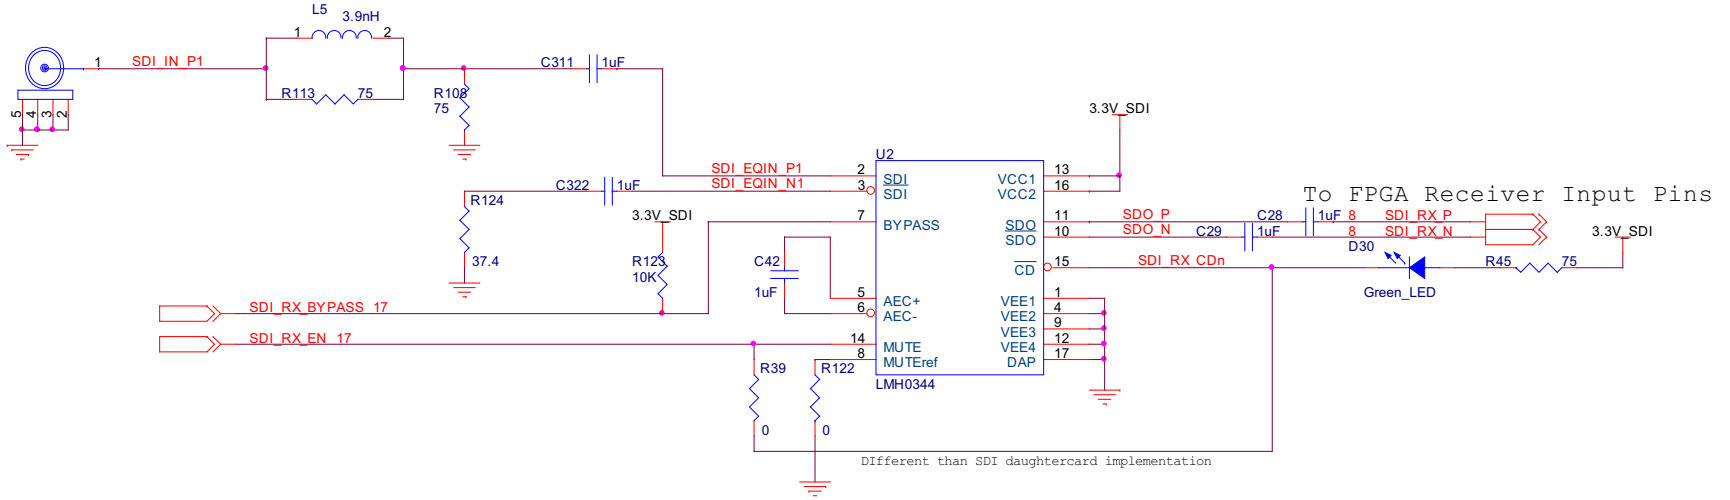 L5
3.9nH
1 2
1 SDI_IN_P1
C311 1uF
R113 75
R108
75
5 4 3 2
3.3V_SDI
U2
SDI_EQIN_P1 2 SDI
SDI_EQIN_N1 3 SDI
C322 1uF
R124
37.4
3.3V_SDI
7 BYPASS
R123
10K
C42
1uF
5 AEC+
6 AEC-
SDI_RX_BYPASS 17
SDI_RX_EN 17
14 MUTE
8 MUTEref
R39
0
R122
0
LMH0344
VCC1 13
VCC2 16
SDO 11 SDO_P C28 1uF 8 SDI_RX_P
SDO 10 SDO_N C29 1uF 8 SDI_RX_N
To FPGA Receiver Input Pins
CD 15 SDI_RX_CDn
D30
Green_LED
R45 75
3.3V_SDI
VEE1 1
VEE2 4
VEE3 9
VEE4 12
DAP 17
DIfferent than SDI daughtercard implementation